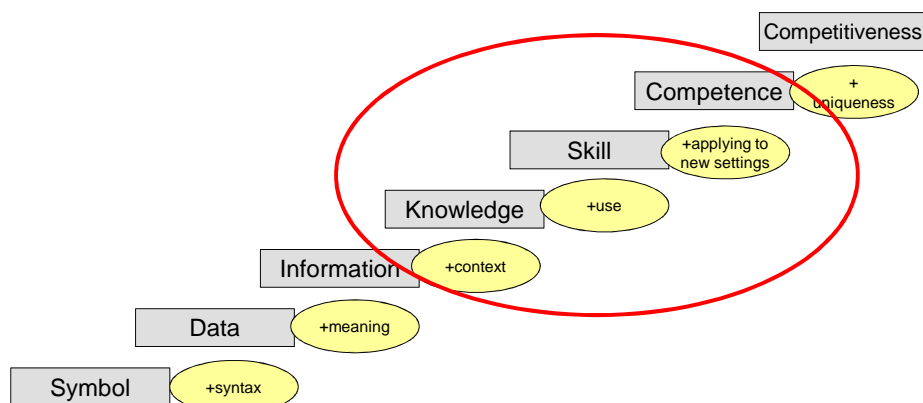 Competitiveness
Competence
+
uniqueness
Skill
+applying to
new settings
Knowledge
+use
Information
+context
Data
+meaning
Symbol
+syntax